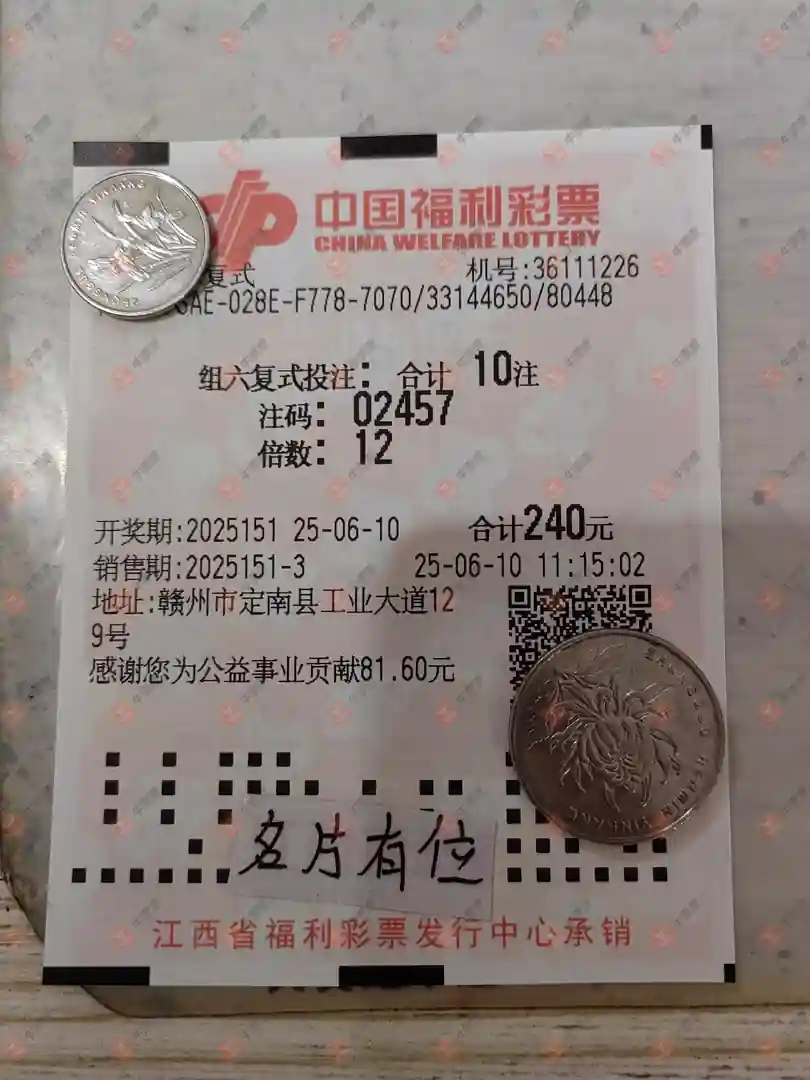 中国福利彩票
CHINA WELFARE LOTTERY
复式 机号:36111226
AE-028E-F778-7070/33144650/80448
组六复式投注: 合计 10注
注码: 02457
倍数: 12
开奖期:2025151 25-06-10 合计240元
销售期:2025151-3 25-06-10 11:15:02
地址:赣州市定南县工业大道12
9号
感谢您为公益事业贡献81.60元
名片有位
江西省福利彩票发行中心承销